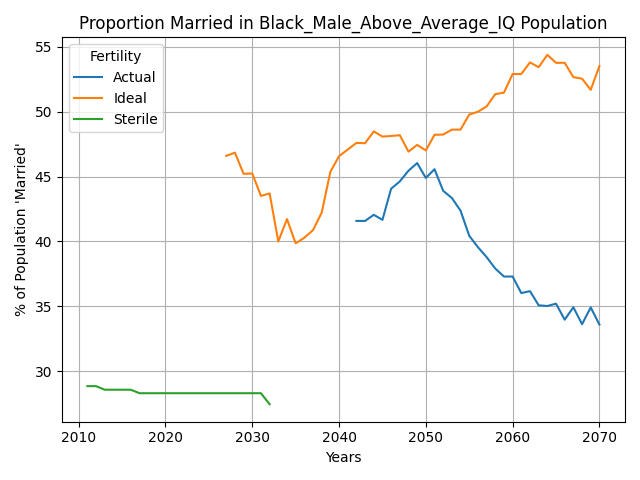 Proportion Married in Black_Male_Above_Average_IQ Population
Fertility
Actual
Ideal
Sterile
% of Population 'Married'
55
50
45
40
35
30
2010
2020
2030
2040
2050
2060
2070
Years